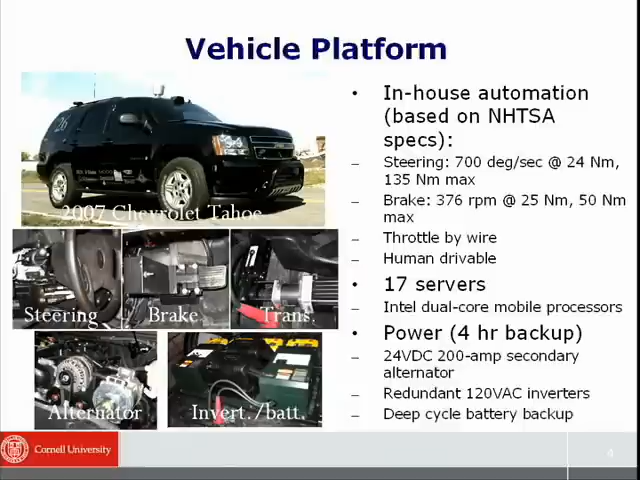 Vehicle Platform
26
2007 Chevrolet Tahoe
Steering
Brake
Trans.
Alternator
Invert./batt.
• In-house automation
(based on NHTSA
specs):
– Steering: 700 deg/sec @ 24 Nm,
135 Nm max
– Brake: 376 rpm @ 25 Nm, 50 Nm
max
– Throttle by wire
– Human drivable
• 17 servers
– Intel dual-core mobile processors
• Power (4 hr backup)
– 24VDC 200-amp secondary
alternator
– Redundant 120VAC inverters
– Deep cycle battery backup
Cornell University
4